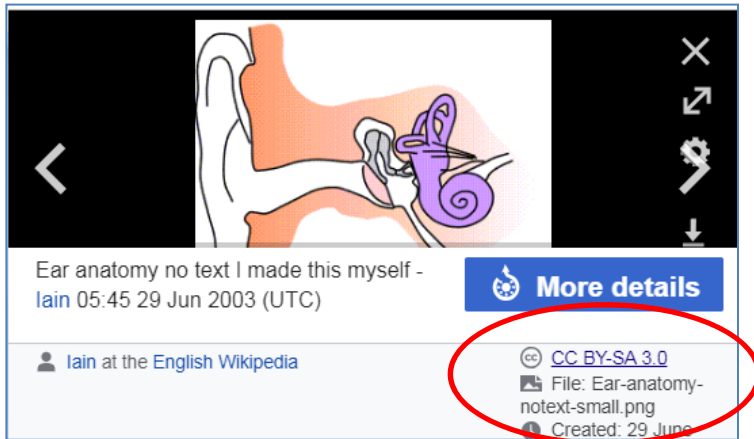 Ear anatomy no text I made this myself -
Iain 05:45 29 Jun 2003 (UTC)
More details
Iain at the English Wikipedia
cc CC BY-SA 3.0
File: Ear-anatomy-
notext-small.png
Created: 29 June